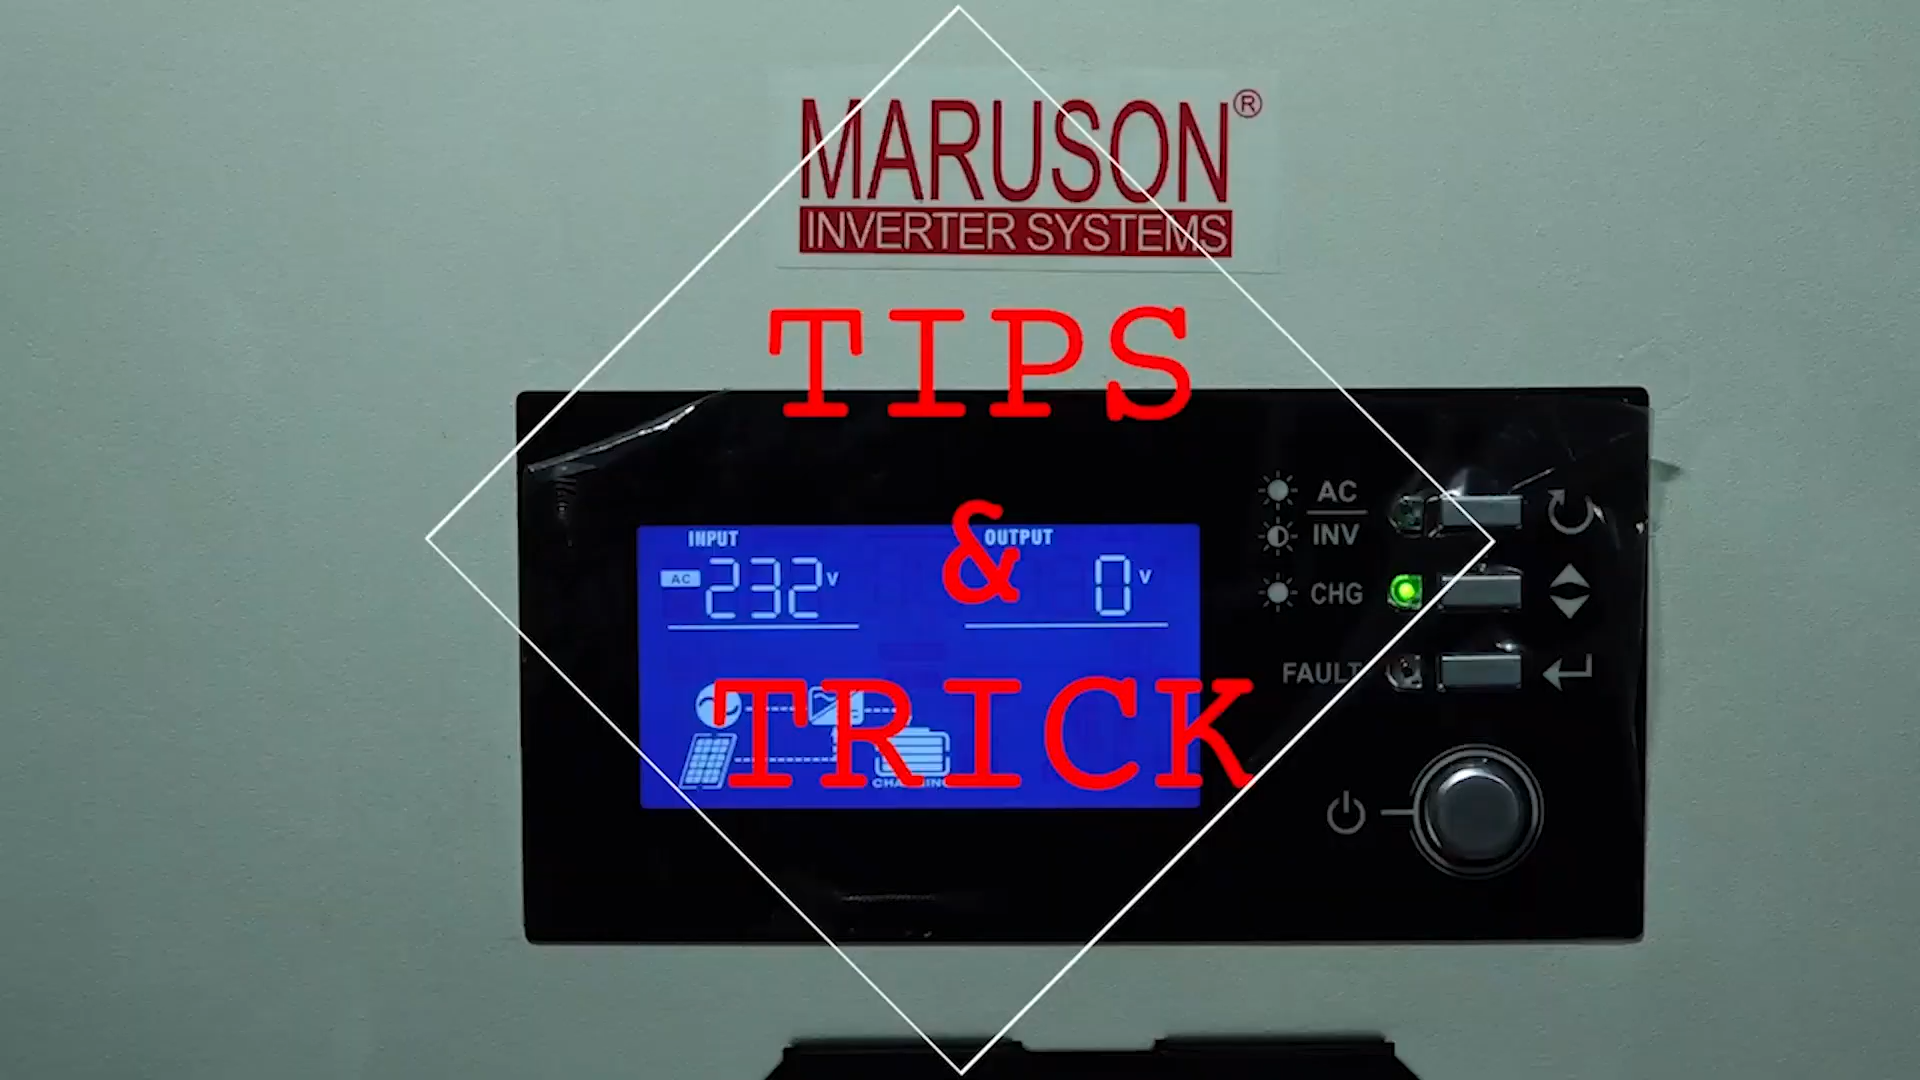 MARUSON®
INVERTER SYSTEMS
TIPS
&
TRICK
INPUT
AC 232V
OUTPUT
0V
CHARGING
AC
INV
CHG
FAULT